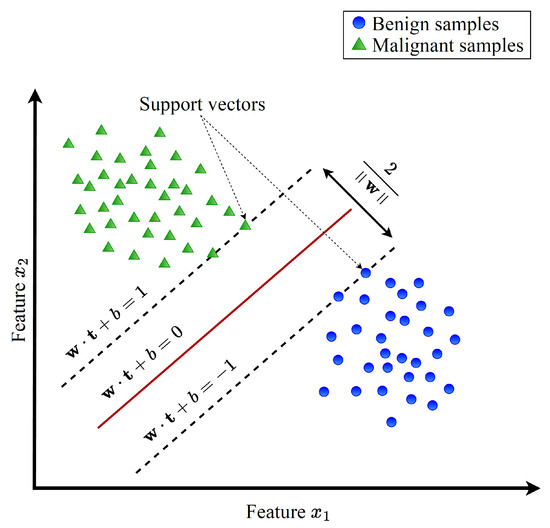 Benign samples
Malignant samples
Support vectors
2
‖w‖
w · t + b = 1
w · t + b = 0
w · t + b = −1
Feature x₂
Feature x₁